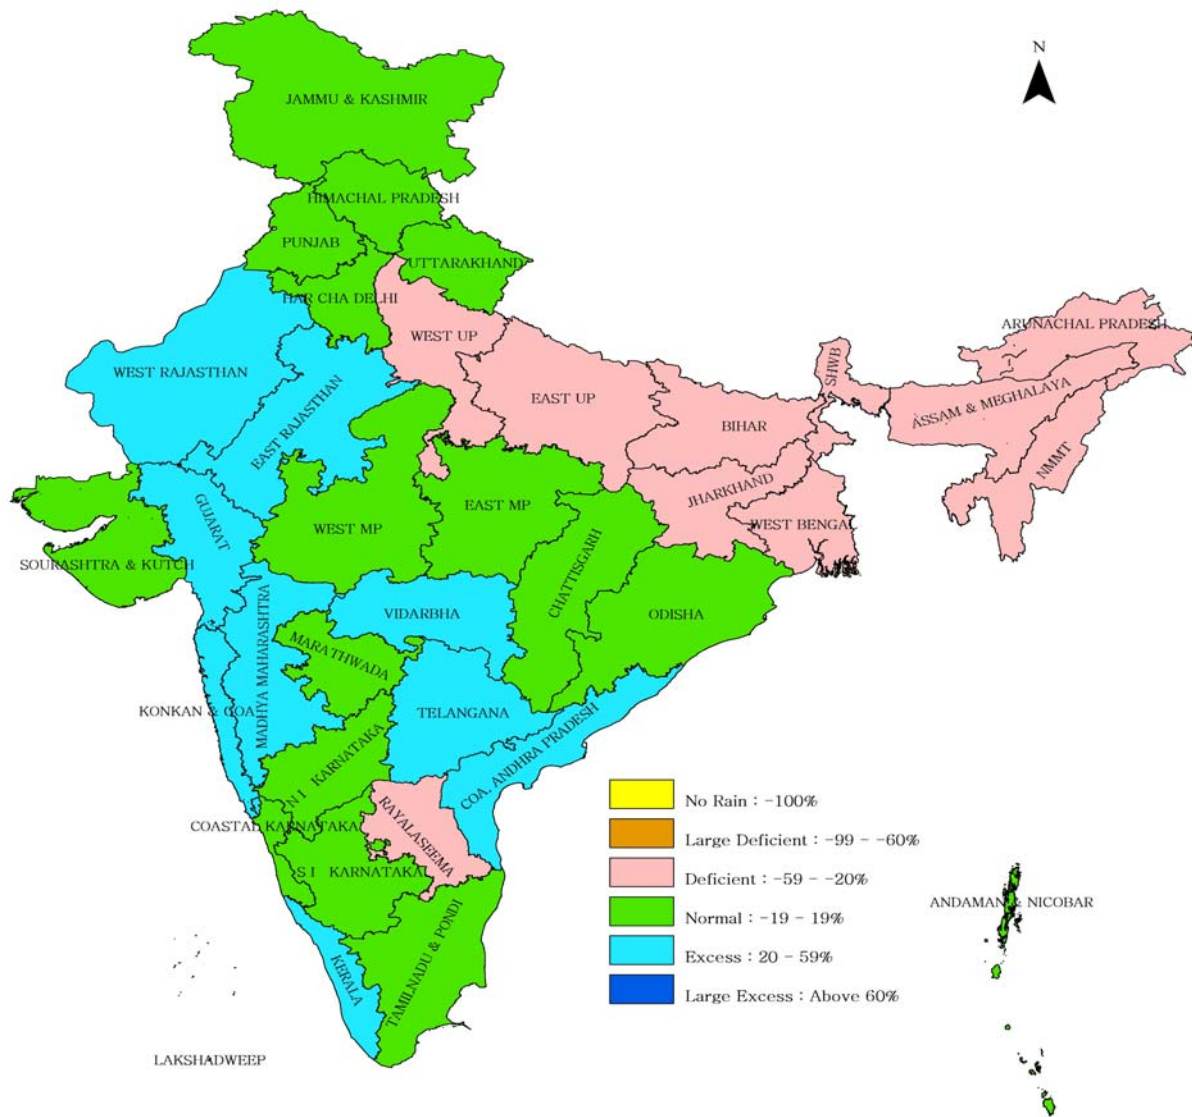 N
JAMMU & KASHMIR
HIMACHAL PRADESH
PUNJAB
UTTARAKHAND
HAR CHA DELHI
ARUNACHAL PRADESH
WEST UP
SHWB
WEST RAJASTHAN
EAST RAJASTHAN
EAST UP
ASSAM & MEGHALAYA
BIHAR
NMMT
JHARKHAND
GUJARAT
WEST MP
EAST MP
WEST BENGAL
SOURASHTRA & KUTCH
CHATTISGARH
VIDARBHA
ODISHA
MADHYA MAHARASHTRA
MARATHWADA
KONKAN & GOA
TELANGANA
COA. ANDHRA PRADESH
N I KARNATAKA
COASTAL KARNATAKA
RAYALASEEMA
S I KARNATAKA
KERALA
TAMILNADU & PONDI
LAKSHADWEEP
ANDAMAN & NICOBAR
No Rain : -100%
Large Deficient : -99 - -60%
Deficient : -59 - -20%
Normal : -19 - 19%
Excess : 20 - 59%
Large Excess : Above 60%